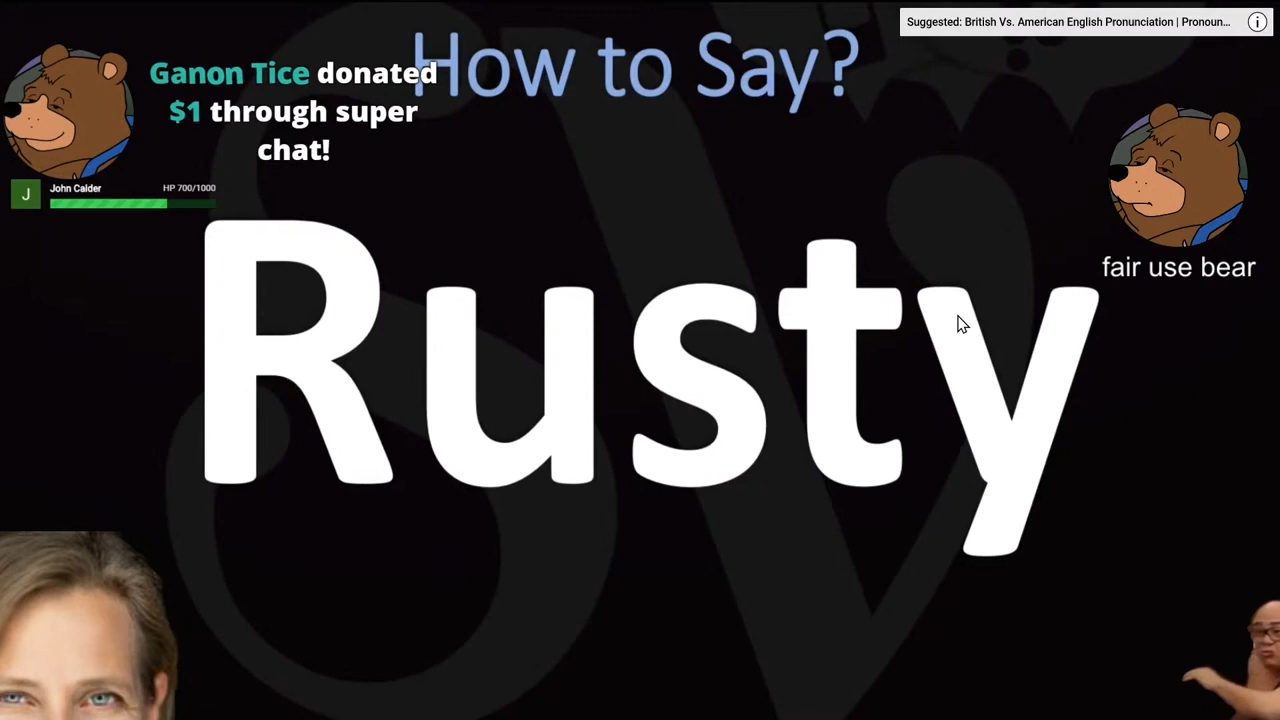 Suggested: British Vs. American English Pronunciation | Pronoun...
How to Say?
Ganon Tice donated
$1 through super
chat!
J
John Calder
HP 700/1000
Rusty
fair use bear